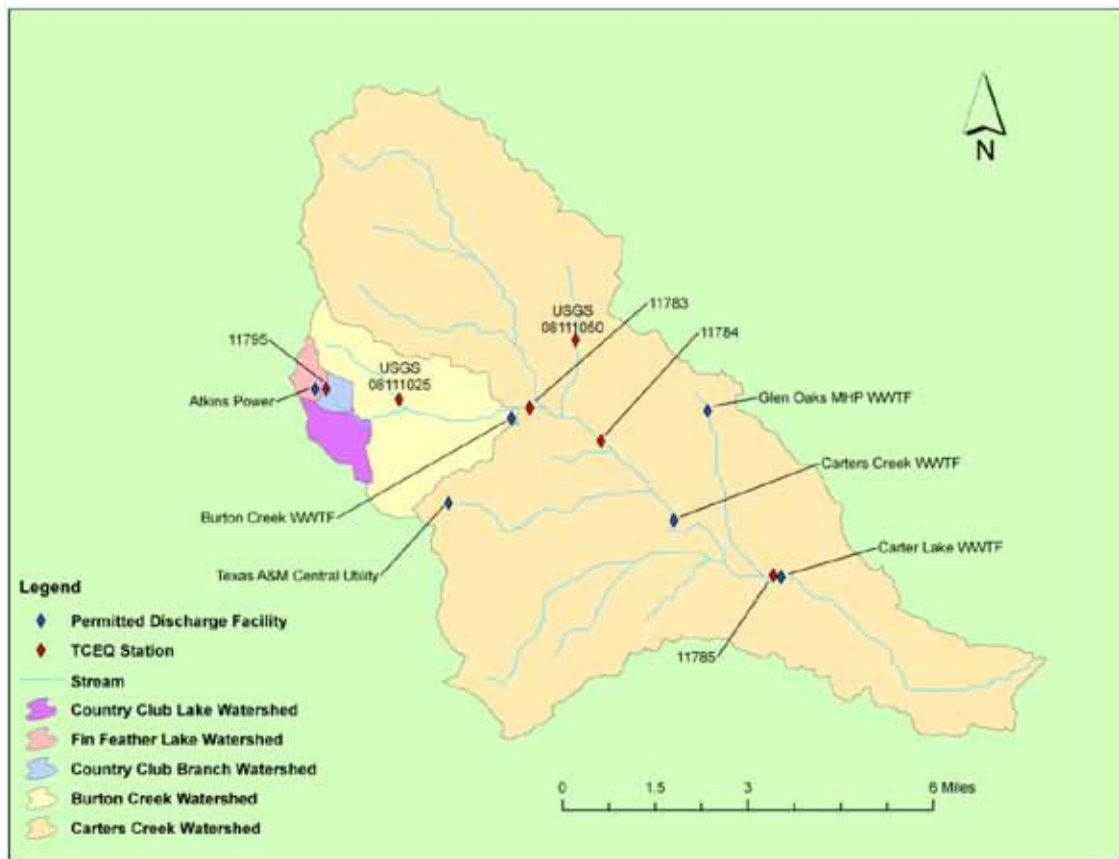 N
11783
USGS
08111050
11784
11795
USGS
08111025
Atkins Power
Glen Oaks MHP WWTF
Carters Creek WWTF
Burton Creek WWTF
Carter Lake WWTF
Texas A&M Central Utility
11785
Legend
Permitted Discharge Facility
TCEQ Station
Stream
Country Club Lake Watershed
Fin Feather Lake Watershed
Country Club Branch Watershed
Burton Creek Watershed
Carters Creek Watershed
0 1.5 3 6 Miles